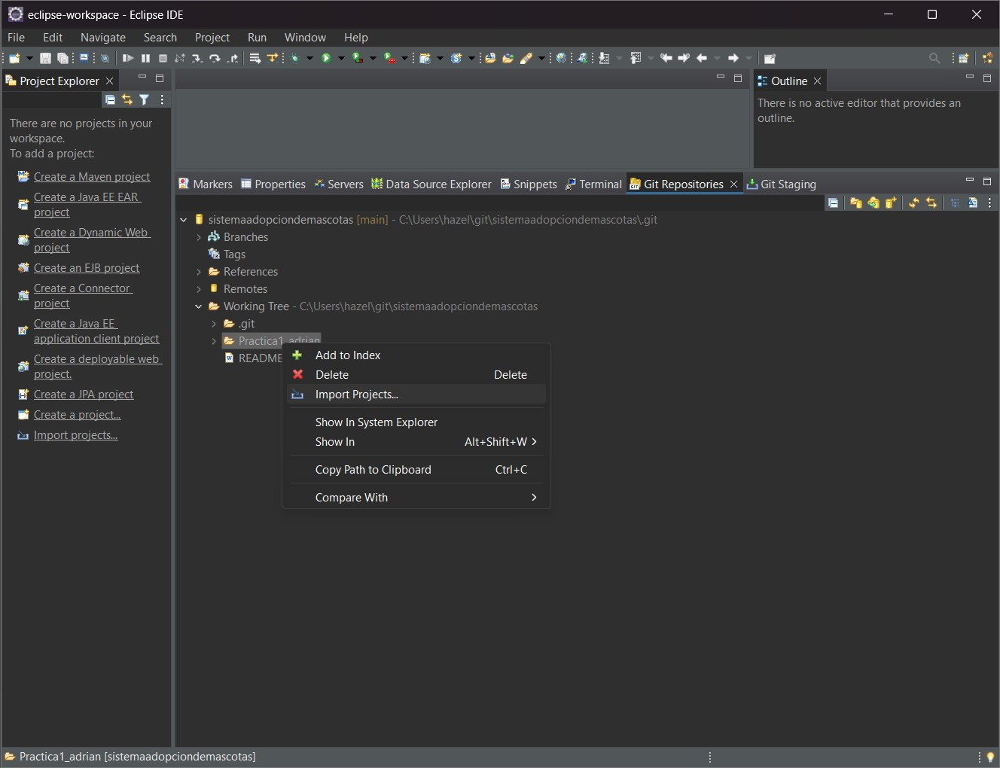 eclipse-workspace - Eclipse IDE
File Edit Navigate Search Project Run Window Help
Project Explorer
There are no projects in your
workspace.
To add a project:
Create a Maven project
Create a Java EE EAR
project
Create a Dynamic Web
project
Create an EJB project
Create a Connector
project
Create a Java EE
application client project
Create a deployable web
project.
Create a JPA project
Create a project...
Import projects...
Outline
There is no active editor that provides an
outline.
Markers Properties Servers Data Source Explorer Snippets Terminal Git Repositories Git Staging
sistemaadopciondemascotas [main] - C:\Users\hazel\git\sistemaadopciondemascotas\.git
Branches
Tags
References
Remotes
Working Tree - C:\Users\hazel\git\sistemaadopciondemascotas
.git
Practica1_adrian
README
Add to Index
Delete Delete
Import Projects...
Show In System Explorer
Show In Alt+Shift+W
Copy Path to Clipboard Ctrl+C
Compare With
Practica1_adrian [sistemaadopciondemascotas]